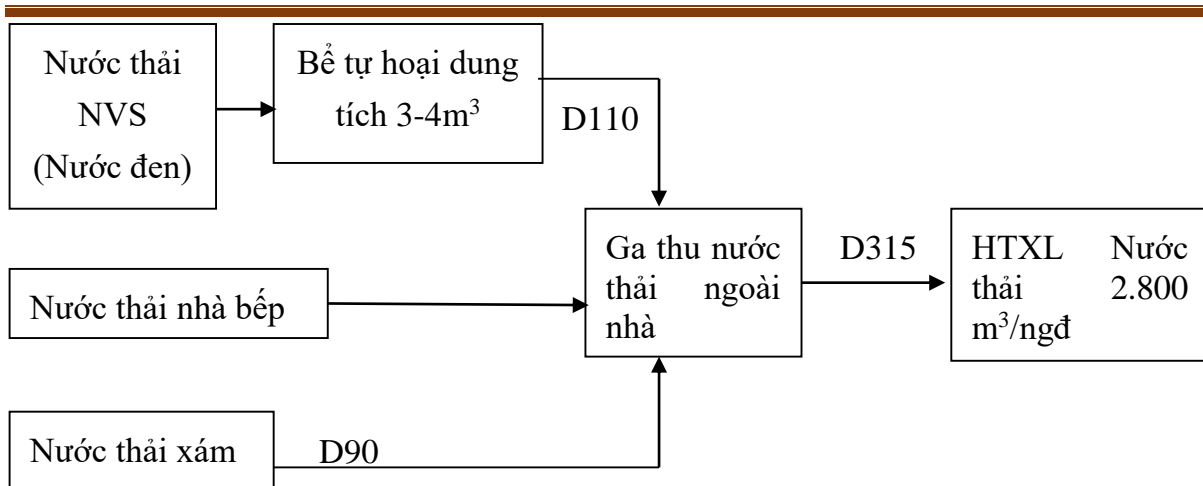 Nước thải
NVS
(Nước đen)
Bể tự hoại dung
tích 3-4m³
D110
Ga thu nước
thải ngoài
nhà
D315
HTXL Nước
thải 2.800
m³/ngđ
Nước thải nhà bếp
Nước thải xám
D90